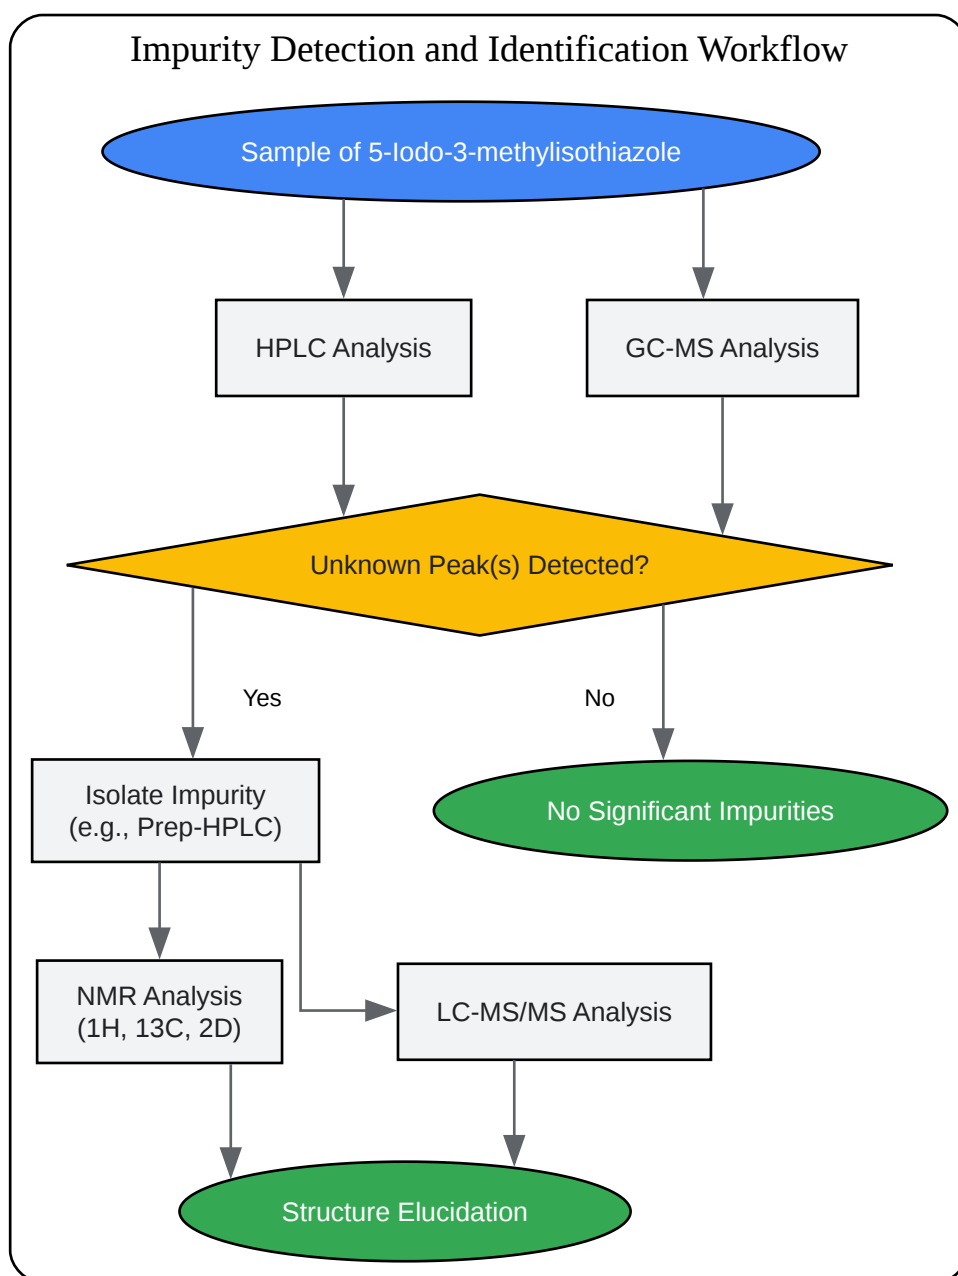 Impurity Detection and Identification Workflow
Sample of 5-Iodo-3-methylisothiazole
HPLC Analysis
GC-MS Analysis
Unknown Peak(s) Detected?
Yes
No
Isolate Impurity
(e.g., Prep-HPLC)
No Significant Impurities
NMR Analysis
(1H, 13C, 2D)
LC-MS/MS Analysis
Structure Elucidation